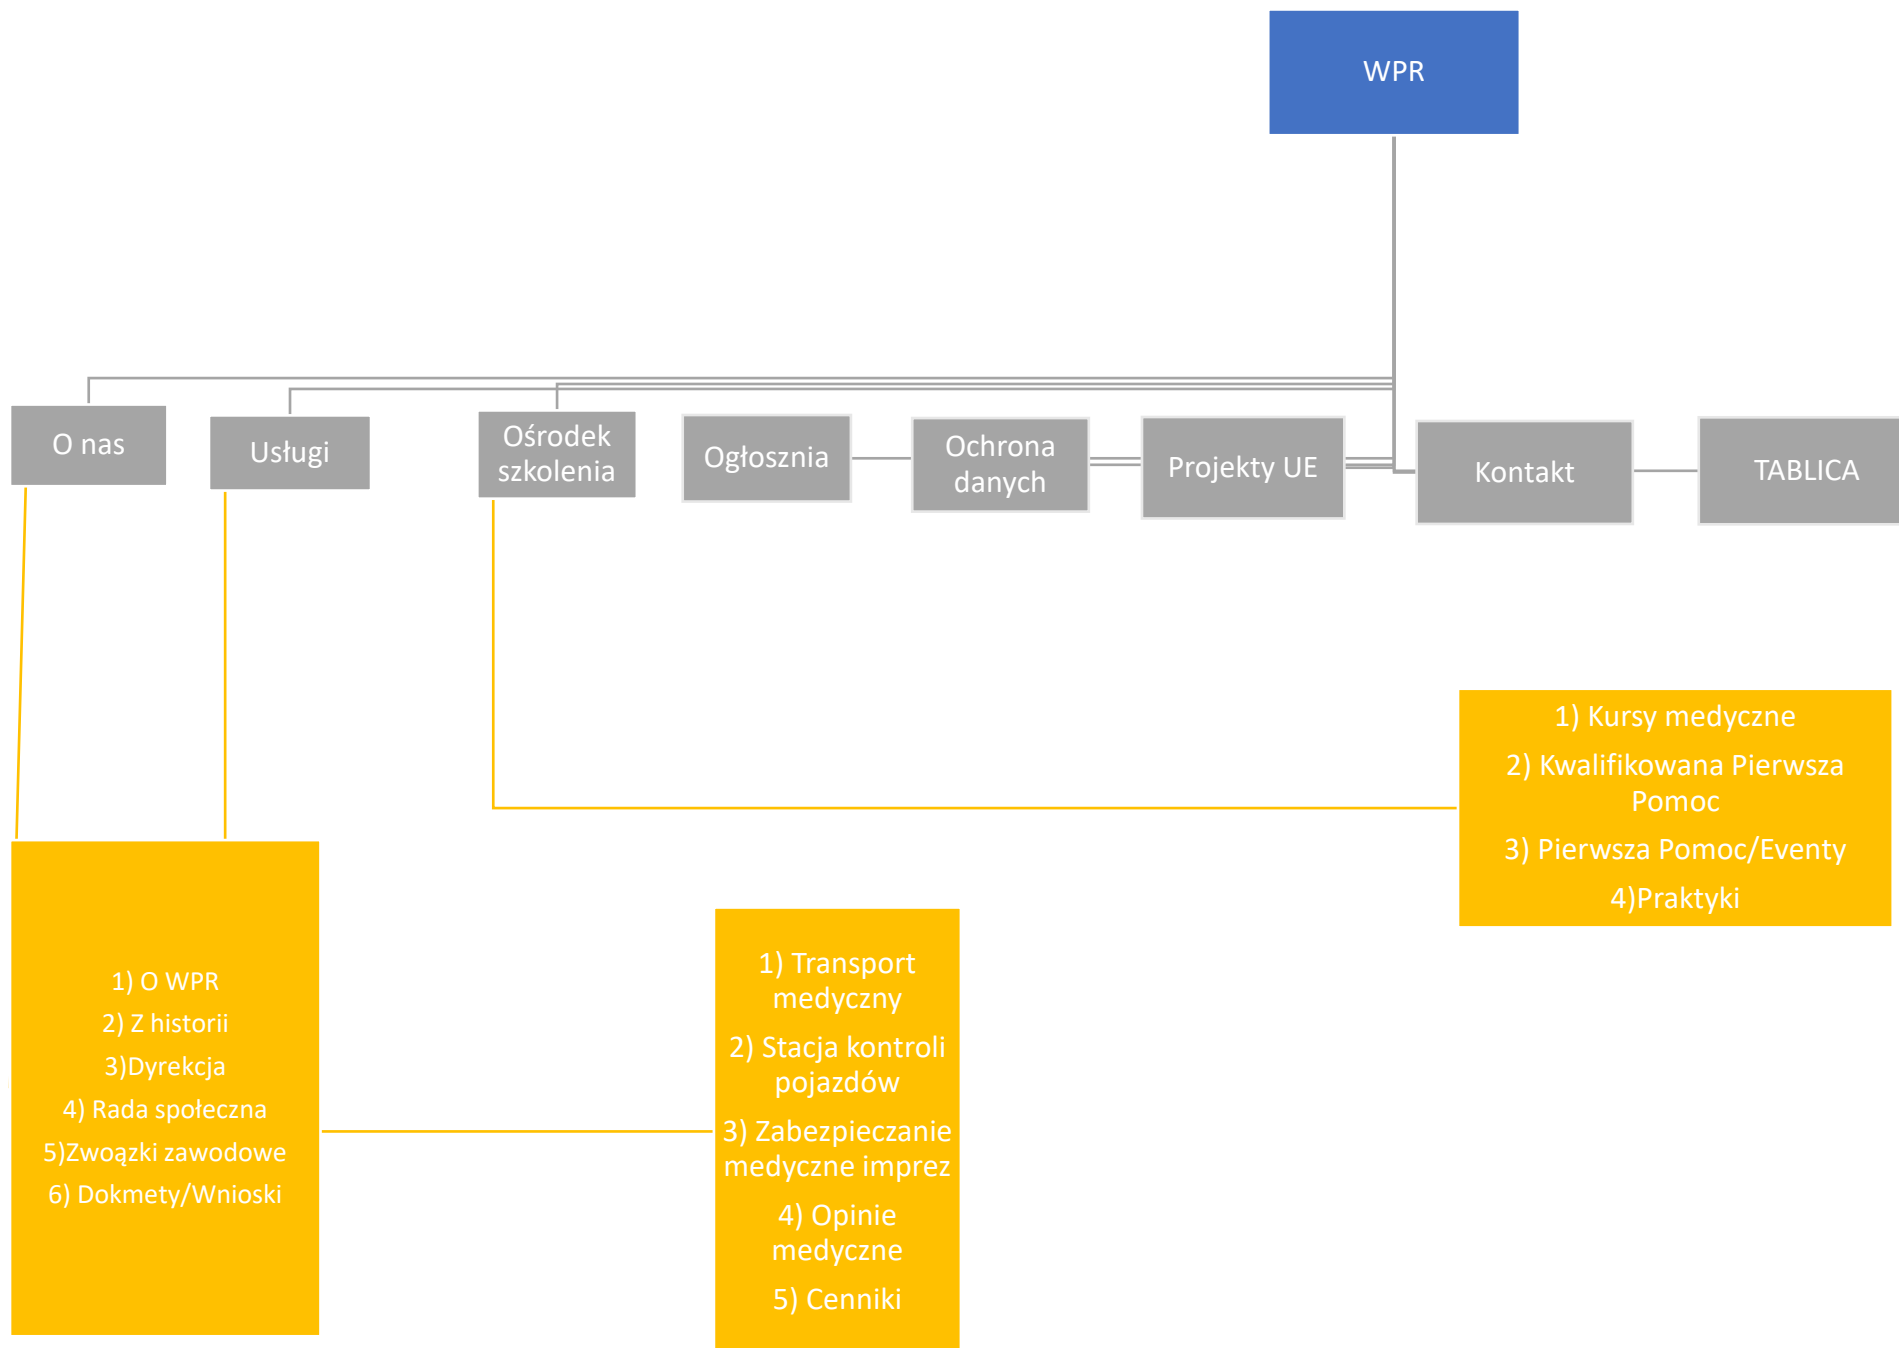 WPR
O nas
Usługi
Ośrodek
szkolenia
Ogłosznia
Ochrona
danych
Projekty UE
Kontakt
TABLICA
1) Kursy medyczne
2) Kwalifikowana Pierwsza
Pomoc
3) Pierwsza Pomoc/Eventy
4)Praktyki
1) O WPR
2) Z historii
3)Dyrekcja
4) Rada społeczna
5)Zwoązki zawodowe
6) Dokmety/Wnioski
1) Transport
medyczny
2) Stacja kontroli
pojazdów
3) Zabezpieczanie
medyczne imprez
4) Opinie
medyczne
5) Cenniki